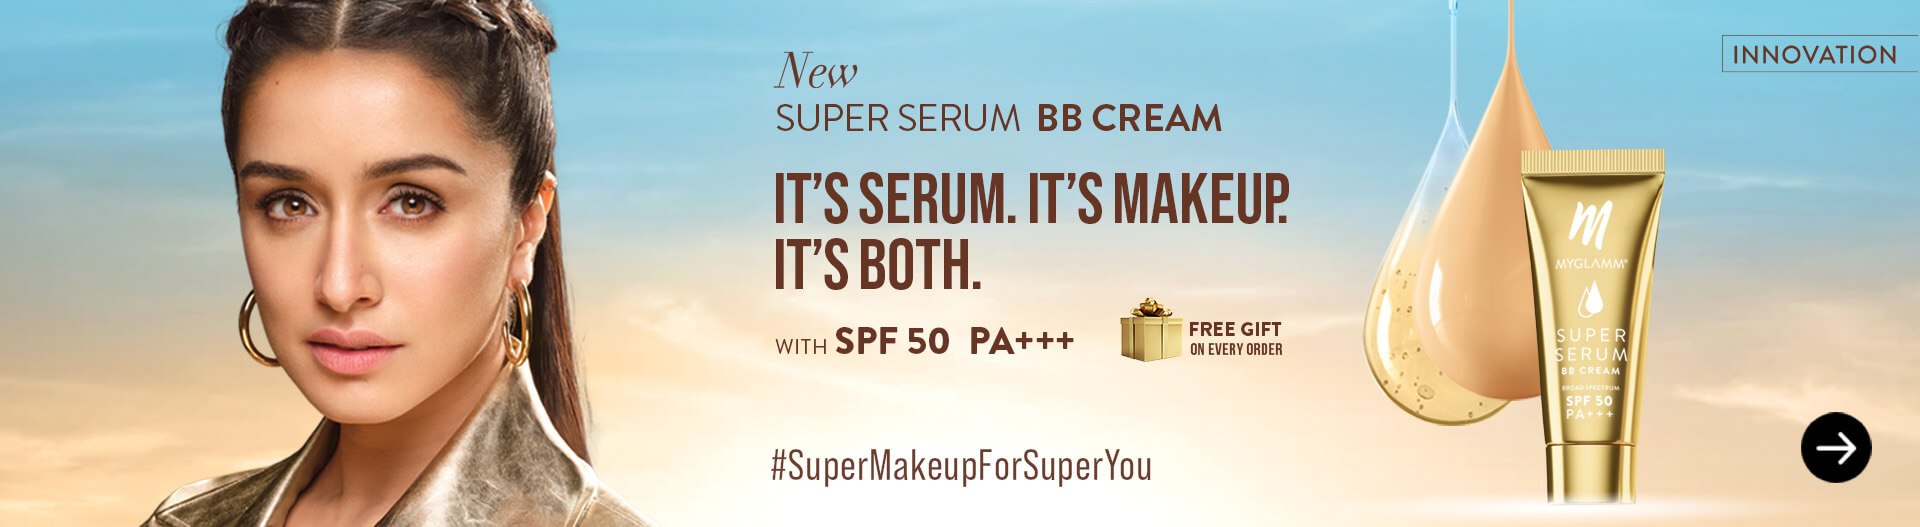 New
SUPER SERUM BB CREAM
IT'S SERUM. IT'S MAKEUP.
IT'S BOTH.
WITH SPF 50 PA+++
FREE GIFT
ON EVERY ORDER
#SuperMakeupForSuperYou
INNOVATION
M
MYGLAMM®
SUPER
SERUM
BB CREAM
BROAD SPECTRUM
SPF 50
PA+++